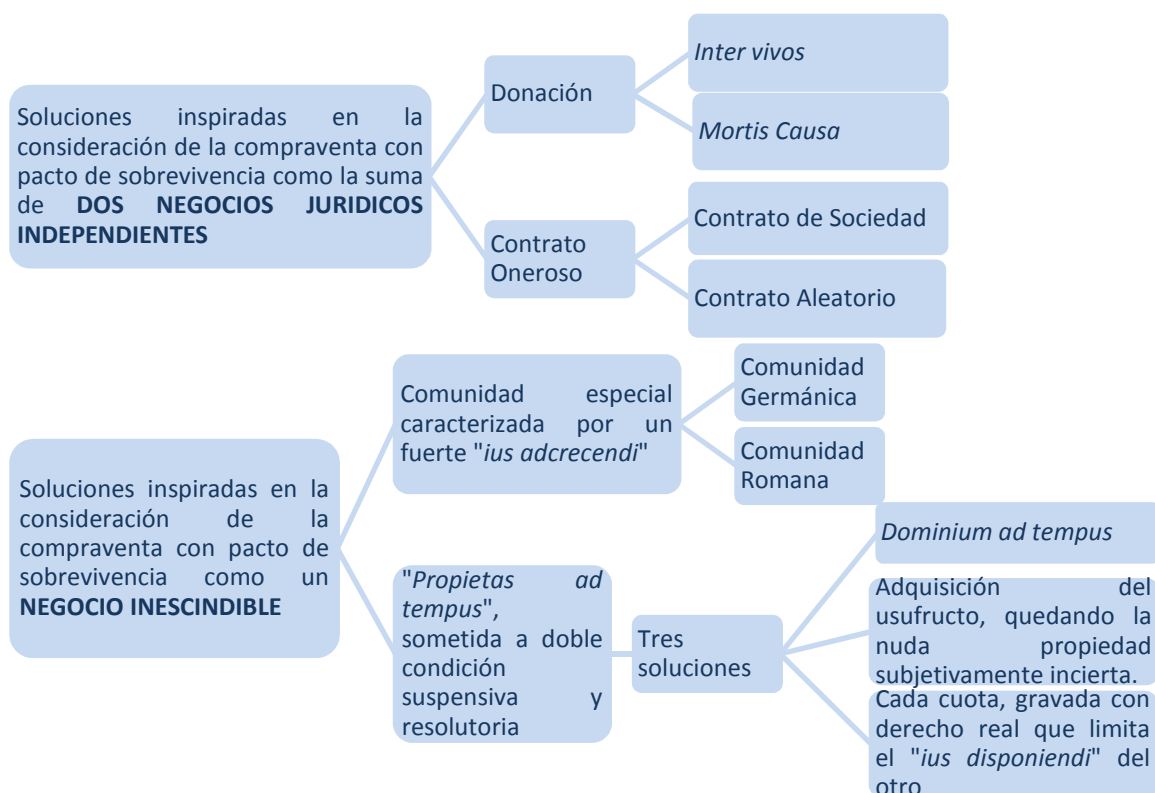 Soluciones inspiradas en la
consideración de la compraventa con
pacto de sobrevivencia como la suma
de DOS NEGOCIOS JURIDICOS
INDEPENDIENTES
Donación
Inter vivos
Mortis Causa
Contrato
Oneroso
Contrato de Sociedad
Contrato Aleatorio
Soluciones inspiradas en la
consideración de la
compraventa con pacto de
sobrevivencia como un
NEGOCIO INESCINDIBLE
Comunidad especial
caracterizada por un
fuerte "ius adcrecendi"
Comunidad
Germánica
Comunidad
Romana
"Propietas ad
tempus",
sometida a doble
condición
suspensiva y
resolutoria
Tres
soluciones
Dominium ad tempus
Adquisición del
usufructo, quedando la
nuda propiedad
subjetivamente incierta.
Cada cuota, gravada con
derecho real que limita
el "ius disponiendi" del
otro